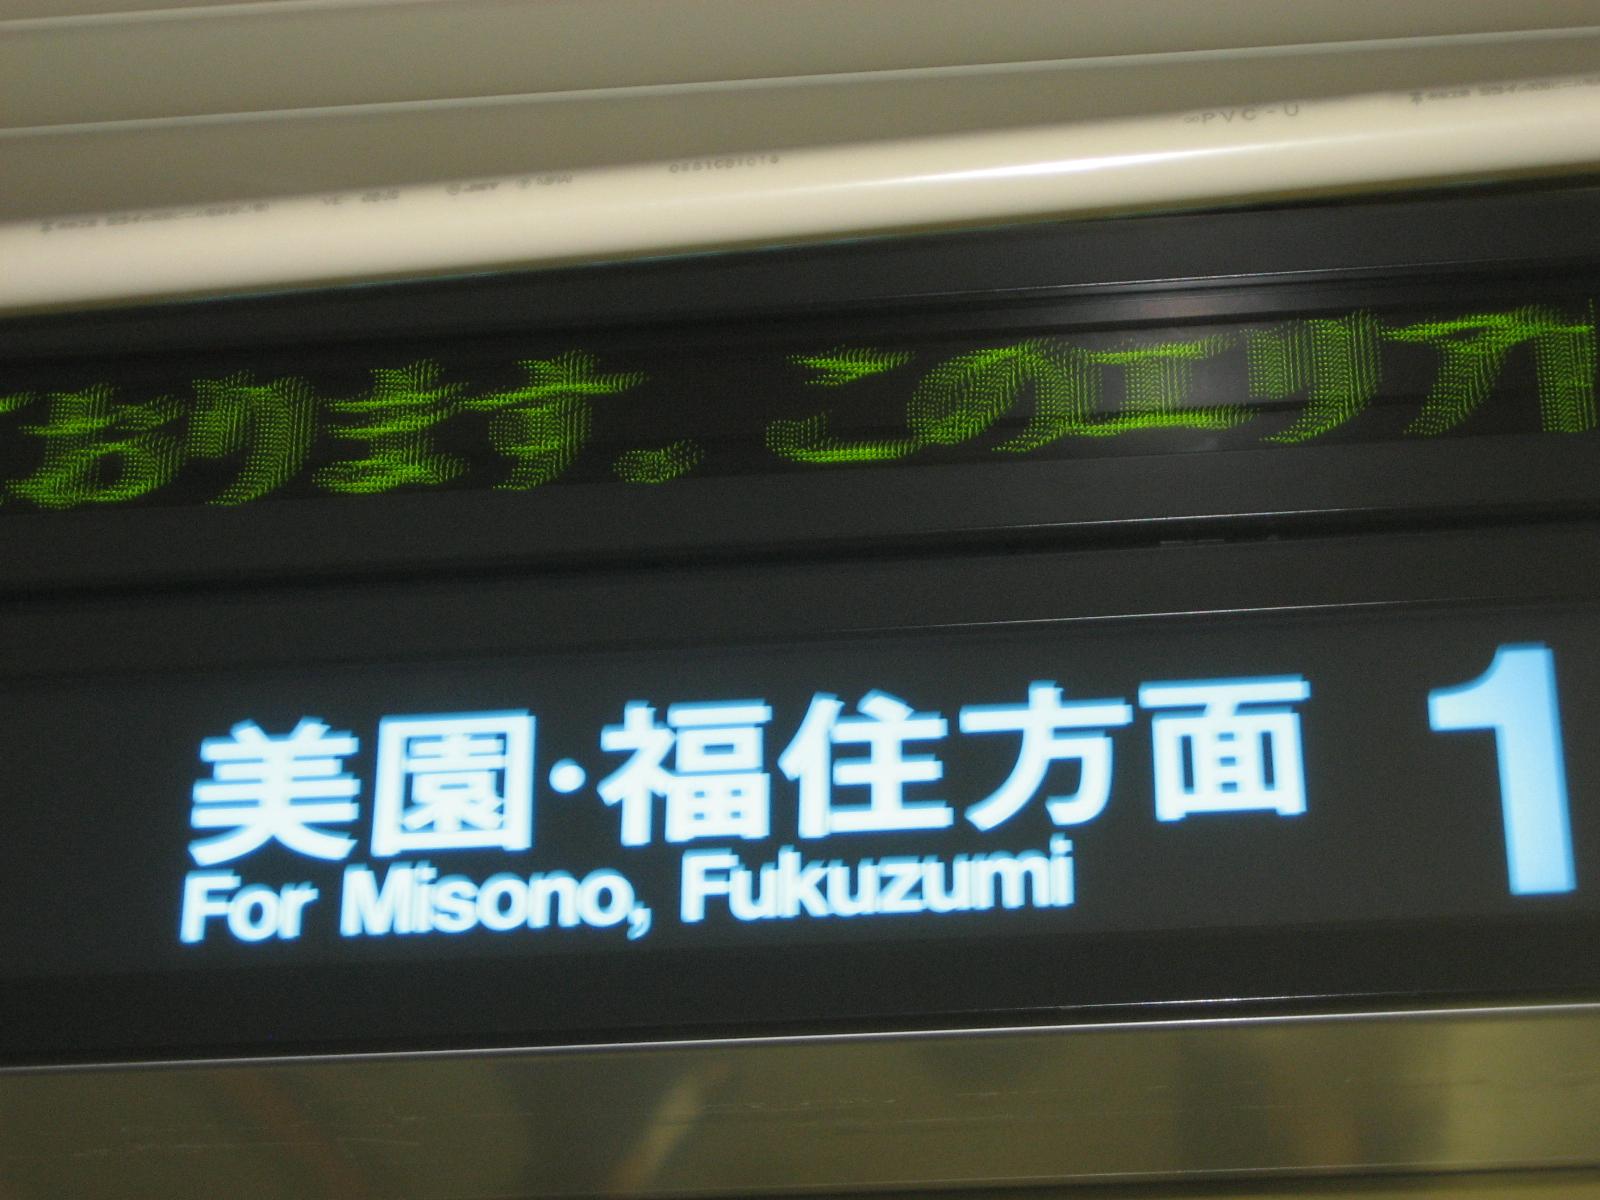 ∞PVC-U
おります。このエリア
美園・福住方面 1
For Misono, Fukuzumi